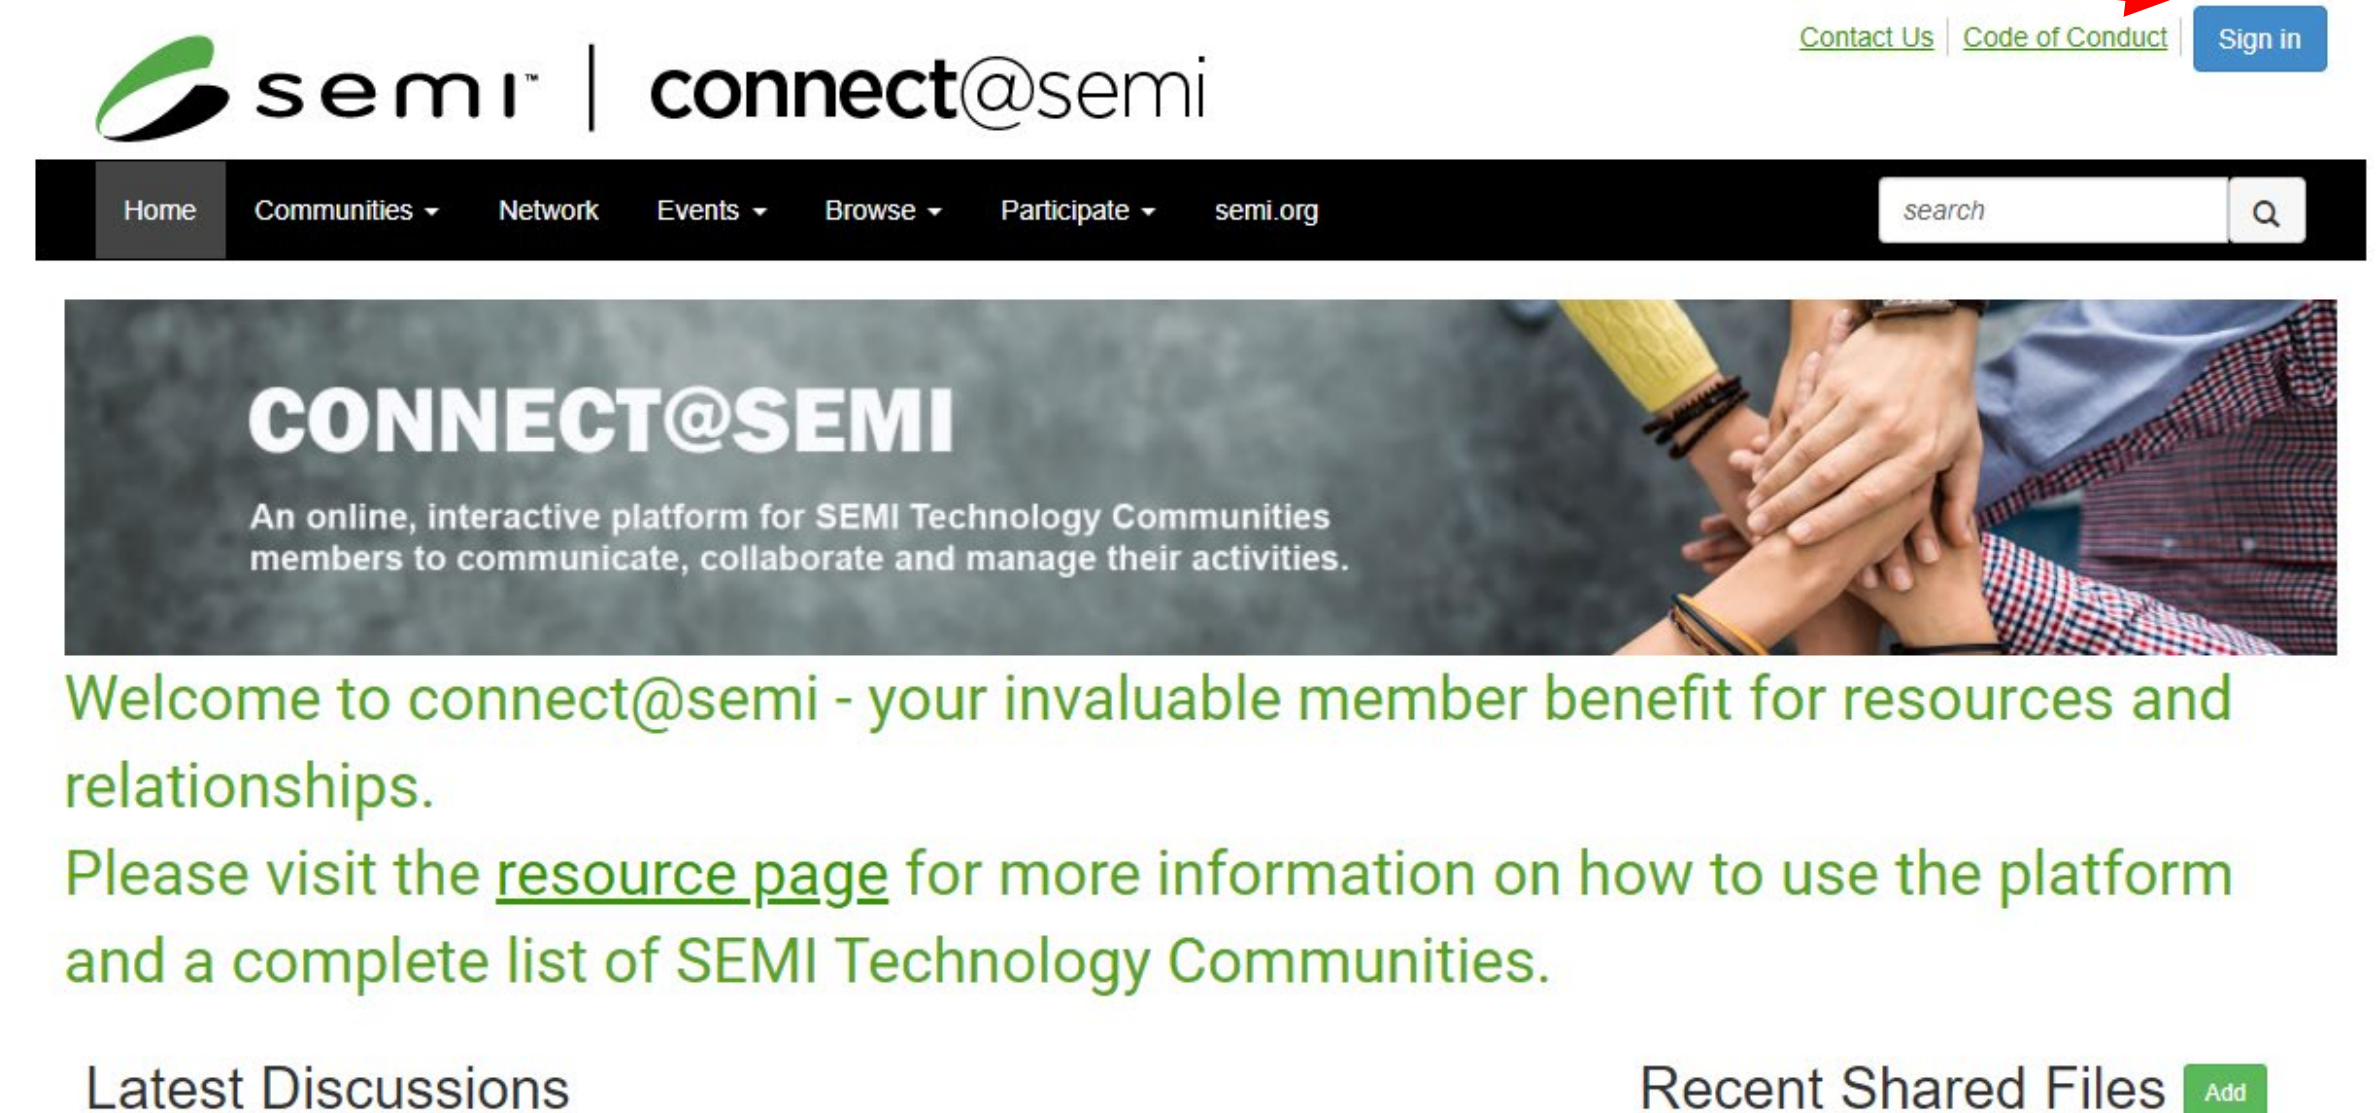 Contact Us
Code of Conduct
Sign in
semi™ | connect@semi
Home Communities Network Events Browse Participate semi.org search
CONNECT@SEMI
An online, interactive platform for SEMI Technology Communities
members to communicate, collaborate and manage their activities.
Welcome to connect@semi - your invaluable member benefit for resources and
relationships.
Please visit the resource page for more information on how to use the platform
and a complete list of SEMI Technology Communities.
Latest Discussions
Recent Shared Files Add